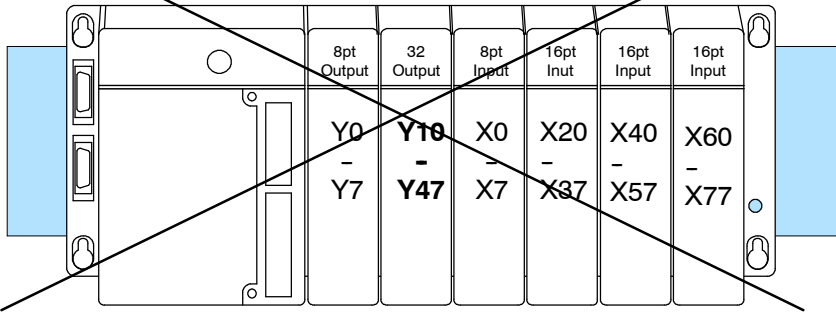 8pt
Output
32
Output
8pt
Input
16pt
Inut
16pt
Input
16pt
Input
Y0
-
Y7
Y10
-
Y47
X0
-
X7
X20
-
X37
X40
-
X57
X60
-
X77